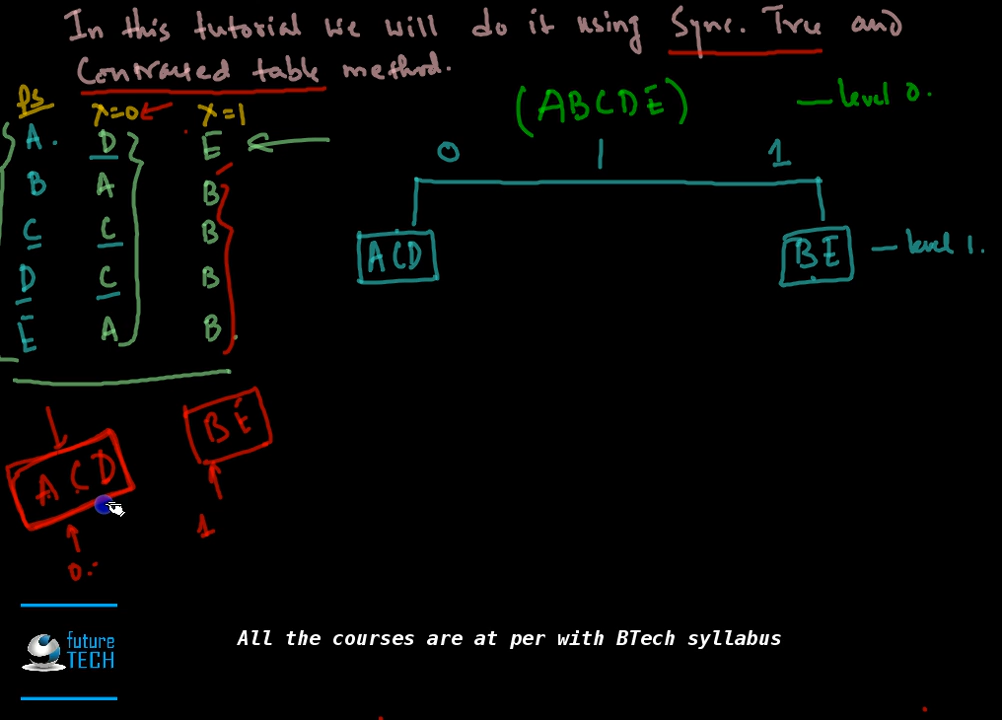 In this tutorial we will do it using Sync. Tree and
Contracted table method.
Ps x=0 x=1
A. D E
B A B
C C B
D C B
E A B.
(ABCDE) — level 0.
0 1
ACD BE — level 1.
ACD BE
0. 1
future
TECH
All the courses are at per with BTech syllabus